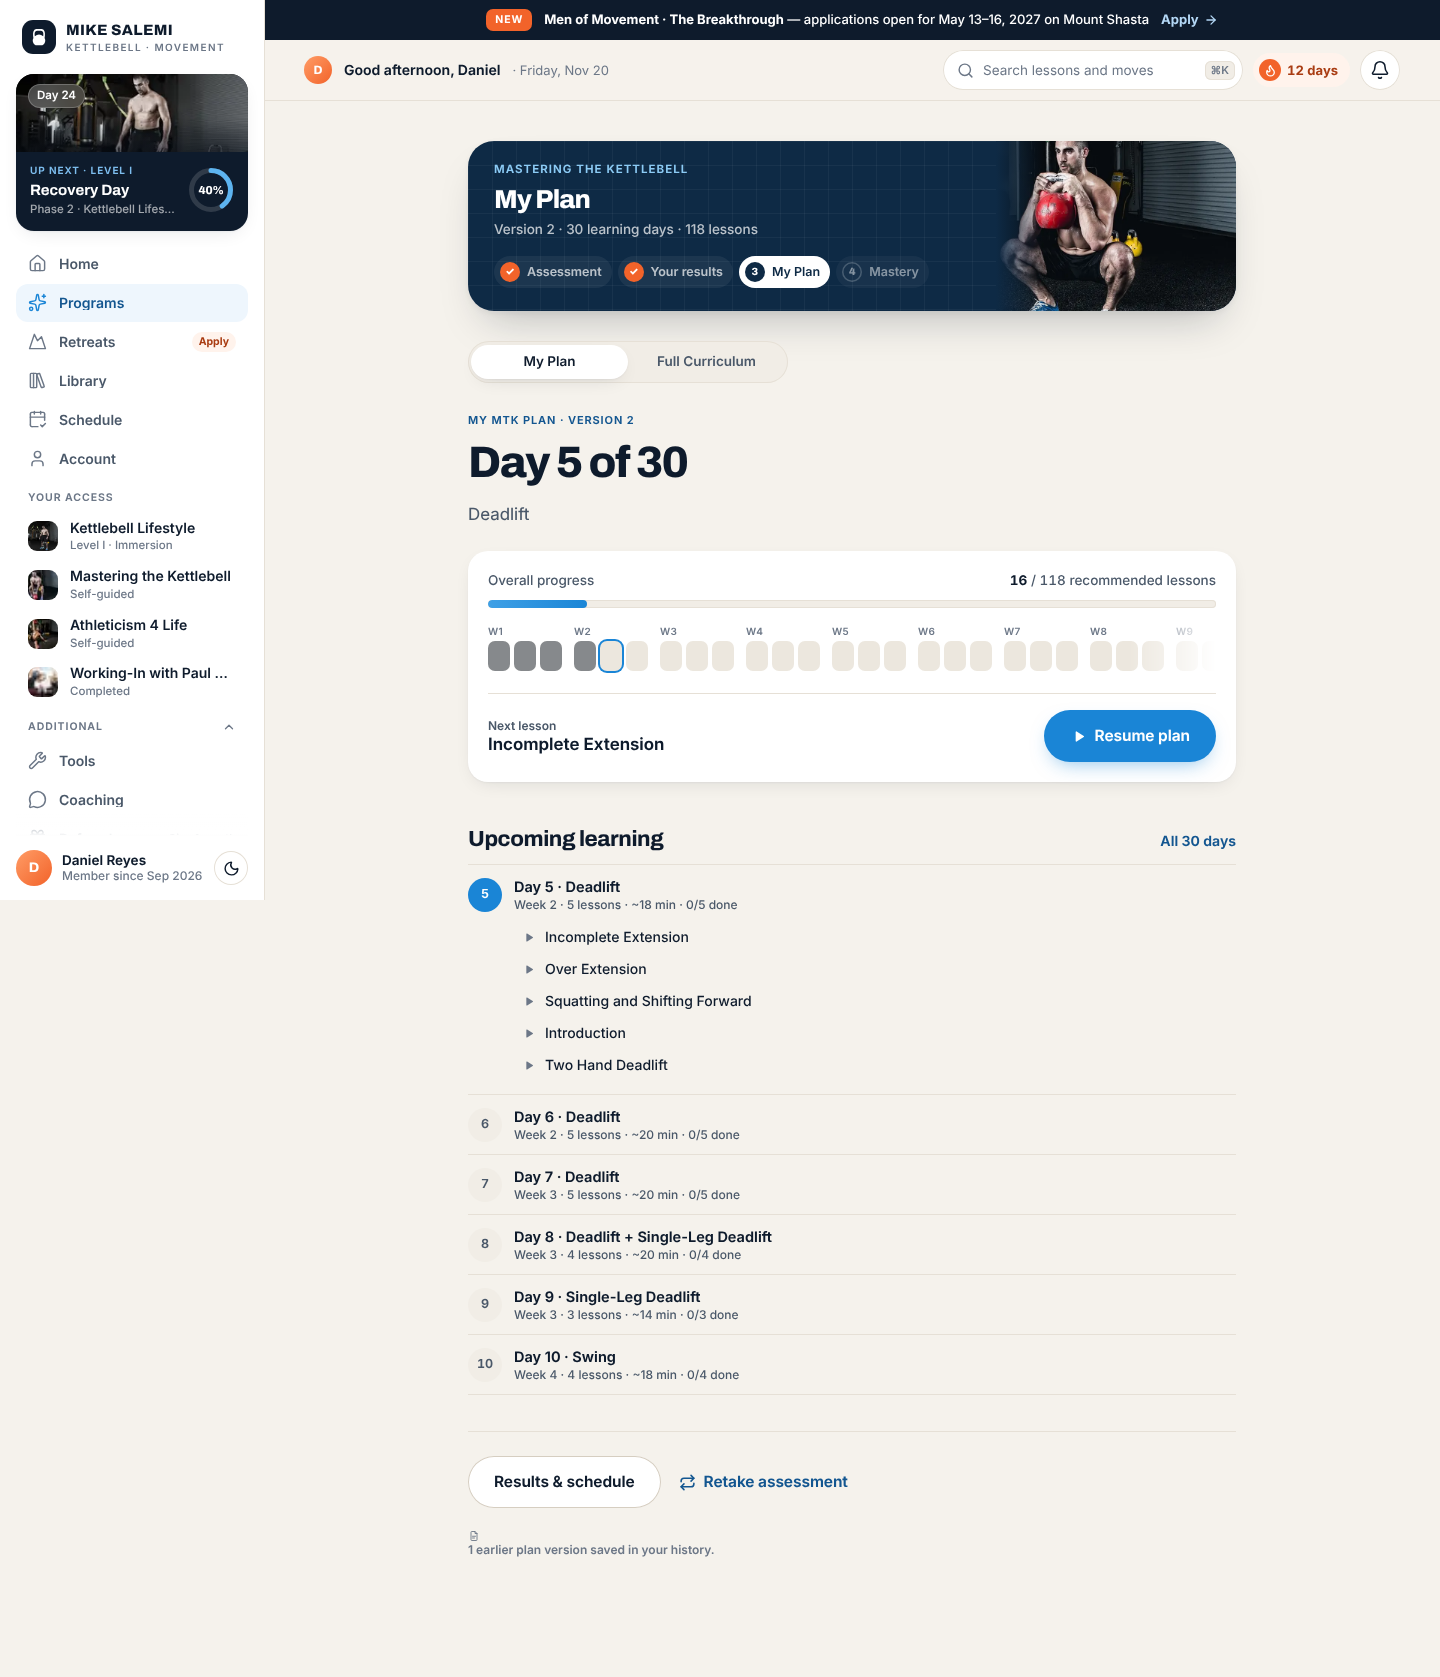 MIKE SALEMI
KETTLEBELL · MOVEMENT
Day 24
UP NEXT · LEVEL I
Recovery Day
Phase 2 · Kettlebell Lifes...
40%
Home
Programs
Retreats
Apply
Library
Schedule
Account
YOUR ACCESS
Kettlebell Lifestyle
Level I · Immersion
Mastering the Kettlebell
Self-guided
Athleticism 4 Life
Self-guided
Working-In with Paul ...
Completed
ADDITIONAL
Tools
Coaching
D
Daniel Reyes
Member since Sep 2026
NEW Men of Movement · The Breakthrough — applications open for May 13–16, 2027 on Mount Shasta Apply →
D Good afternoon, Daniel · Friday, Nov 20
Search lessons and moves ⌘K
12 days
MASTERING THE KETTLEBELL
My Plan
Version 2 · 30 learning days · 118 lessons
Assessment Your results 3 My Plan 4 Mastery
My Plan Full Curriculum
MY MTK PLAN · VERSION 2
Day 5 of 30
Deadlift
Overall progress 16 / 118 recommended lessons
W1 W2 W3 W4 W5 W6 W7 W8 W9
Next lesson
Incomplete Extension
Resume plan
Upcoming learning All 30 days
5 Day 5 · Deadlift
Week 2 · 5 lessons · ~18 min · 0/5 done
Incomplete Extension
Over Extension
Squatting and Shifting Forward
Introduction
Two Hand Deadlift
6 Day 6 · Deadlift
Week 2 · 5 lessons · ~20 min · 0/5 done
7 Day 7 · Deadlift
Week 3 · 5 lessons · ~20 min · 0/5 done
8 Day 8 · Deadlift + Single-Leg Deadlift
Week 3 · 4 lessons · ~20 min · 0/4 done
9 Day 9 · Single-Leg Deadlift
Week 3 · 3 lessons · ~14 min · 0/3 done
10 Day 10 · Swing
Week 4 · 4 lessons · ~18 min · 0/4 done
Results & schedule Retake assessment
1 earlier plan version saved in your history.